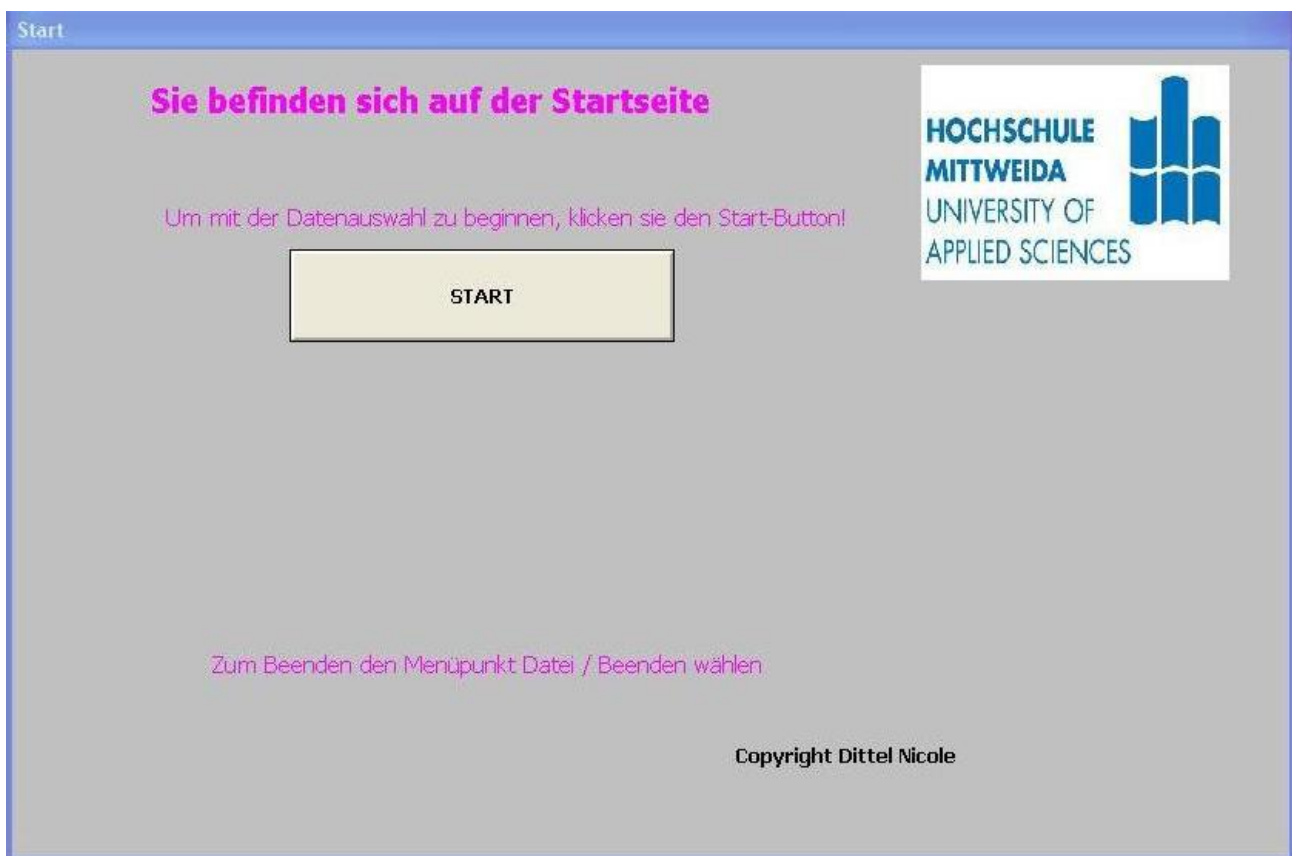 Start
Sie befinden sich auf der Startseite
HOCHSCHULE
MITTWEIDA
UNIVERSITY OF
APPLIED SCIENCES
Um mit der Datenauswahl zu beginnen, klicken sie den Start-Button!
START
Zum Beenden den Menüpunkt Datei / Beenden wählen
Copyright Dittel Nicole